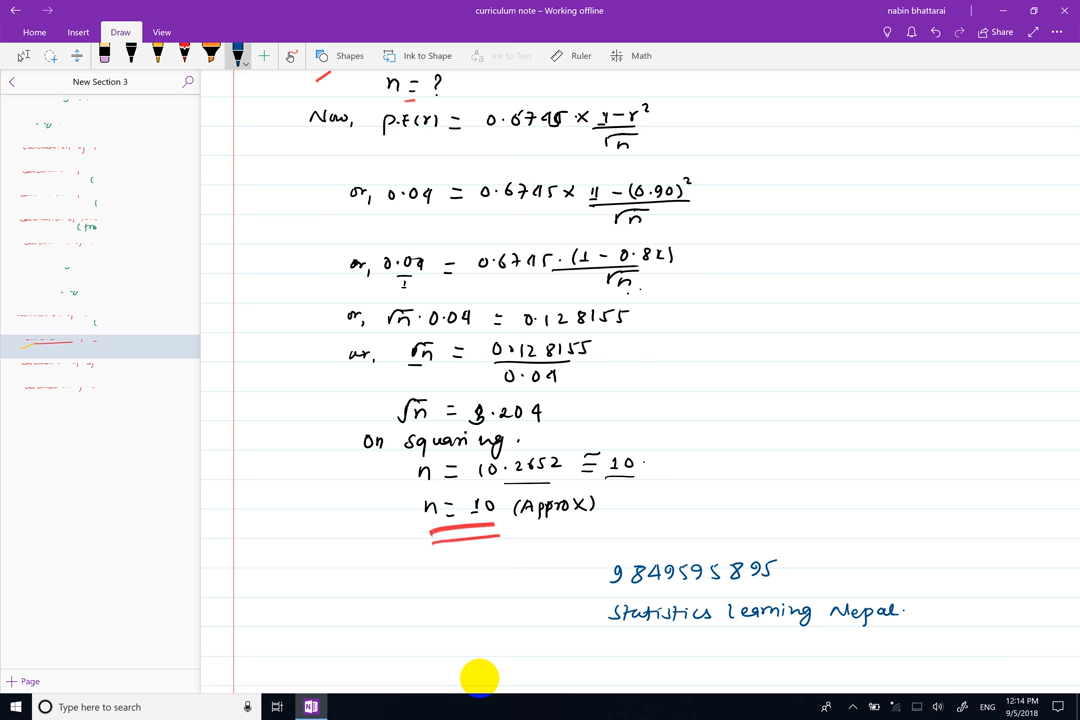 curriculum note – Working offline
nabin bhattarai
Home Insert Draw View
Share
Shapes Ink to Shape Ink to Text Ruler Math
New Section 3
n = ?
Now, P.E(r) = 0.6745 × 1-r² / √n
or, 0.04 = 0.6745 × 1-(0.90)² / √n
or, 0.04 / 1 = 0.6745 · (1 - 0.81) / √n
or, √n · 0.04 = 0.128155
or, √n = 0.128155 / 0.04
√n = 3.204
On squaring.
n = 10.2652 ≅ 10
n = 10 (Approx)
9849595895
Statistics learning Nepal.
+ Page
Type here to search
ENG
12:14 PM
9/5/2018